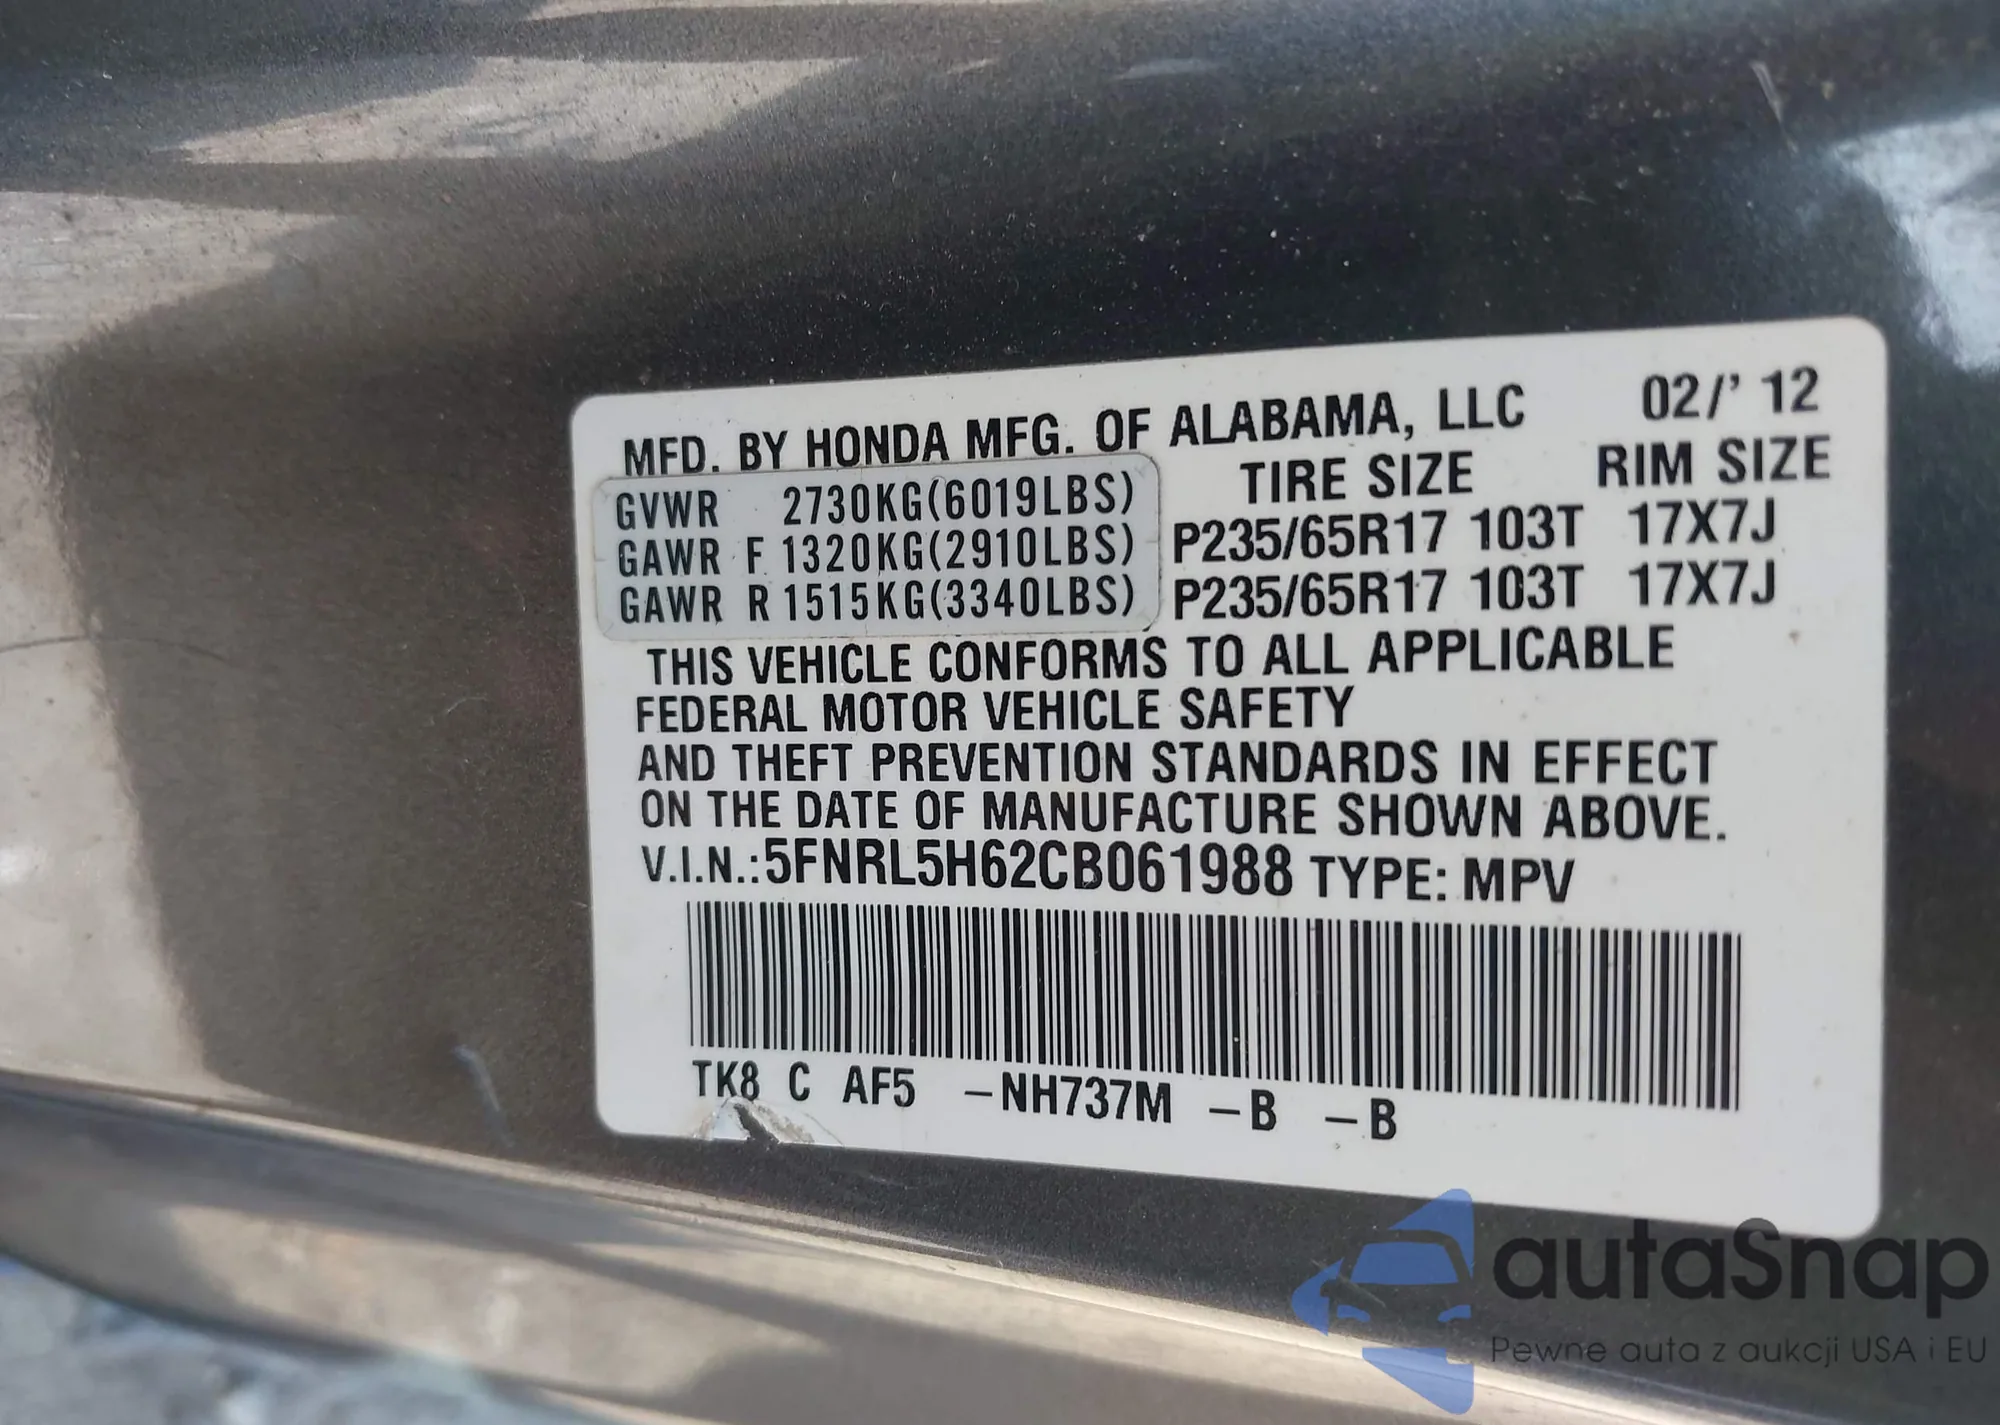 MFD. BY HONDA MFG. OF ALABAMA, LLC 02/' 12
TIRE SIZE RIM SIZE
GVWR 2730KG(6019LBS)
GAWR F 1320KG(2910LBS) P235/65R17 103T 17X7J
GAWR R 1515KG(3340LBS) P235/65R17 103T 17X7J
THIS VEHICLE CONFORMS TO ALL APPLICABLE
FEDERAL MOTOR VEHICLE SAFETY
AND THEFT PREVENTION STANDARDS IN EFFECT
ON THE DATE OF MANUFACTURE SHOWN ABOVE.
V.I.N.:5FNRL5H62CB061988 TYPE: MPV
TK8 C AF5 -NH737M -B -B
autaSnap
Pewne auta z aukcji USA i EU